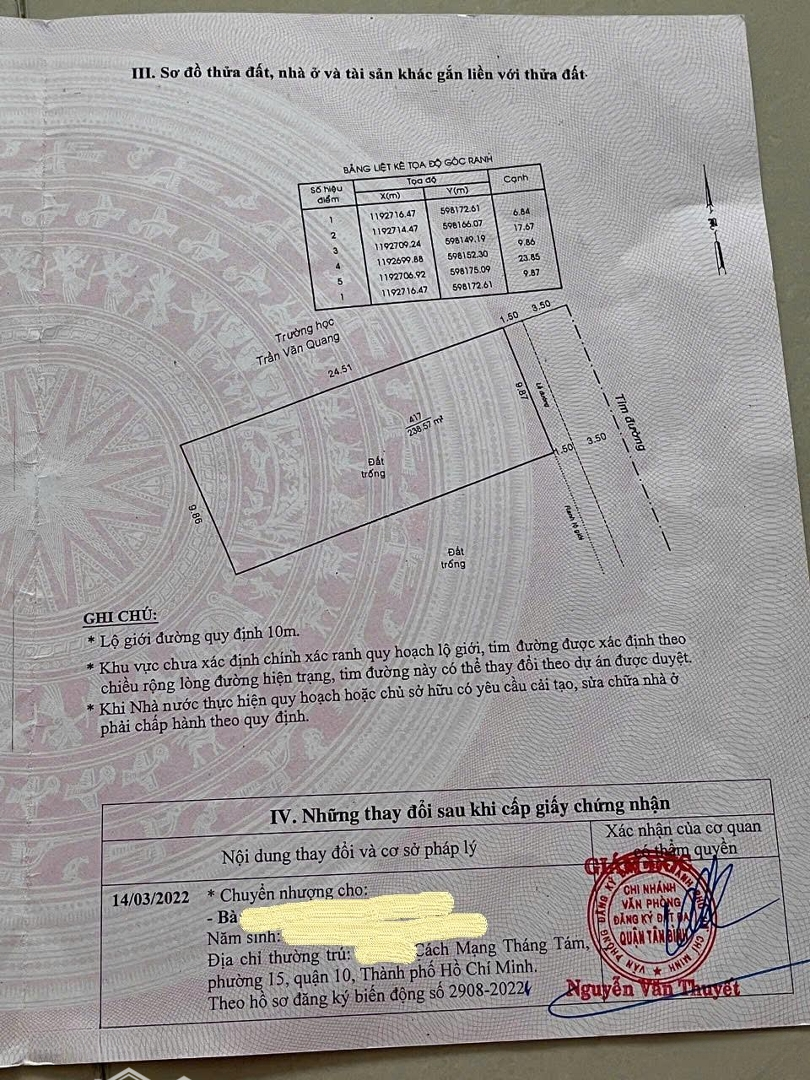 III. Sơ đồ thửa đất, nhà ở và tài sản khác gắn liền với thửa đất
BẢNG LIỆT KÊ TỌA ĐỘ GÓC RANH
Số hiệu điểm Tọa độ Cạnh
X(m) Y(m)
1 1192716.47 598172.61
6.84
2 1192714.47 598166.07
17.67
3 1192709.24 598149.19
9.86
4 1192699.88 598152.30
23.85
5 1192706.92 598175.09
9.87
1 1192716.47 598172.61
Trường học
Trần Văn Quang
24.51
1.50 3.50
417
238.57 m²
9.87
Lề đường
Tim đường
Đất
trống
1.50 3.50
9.86
Ranh lộ giới
Đất
trống
GHI CHÚ:
* Lộ giới đường quy định 10m.
* Khu vực chưa xác định chính xác ranh quy hoạch lộ giới, tim đường được xác định theo
chiều rộng lòng đường hiện trạng, tim đường này có thể thay đổi theo dự án được duyệt.
* Khi Nhà nước thực hiện quy hoạch hoặc chủ sở hữu có yêu cầu cải tạo, sửa chữa nhà ở
phải chấp hành theo quy định.
IV. Những thay đổi sau khi cấp giấy chứng nhận
Nội dung thay đổi và cơ sở pháp lý
Xác nhận của cơ quan
có thẩm quyền
14/03/2022 * Chuyển nhượng cho:
- Bà
Năm sinh:
Địa chỉ thường trú: Cách Mạng Tháng Tám,
phường 15, quận 10, Thành phố Hồ Chí Minh.
Theo hồ sơ đăng ký biến động số 2908-2022
GIÁM ĐỐC
CHI NHÁNH
VĂN PHÒNG
ĐĂNG KÝ ĐẤT ĐAI
QUẬN TÂN BÌNH
Nguyễn Văn Thuyết